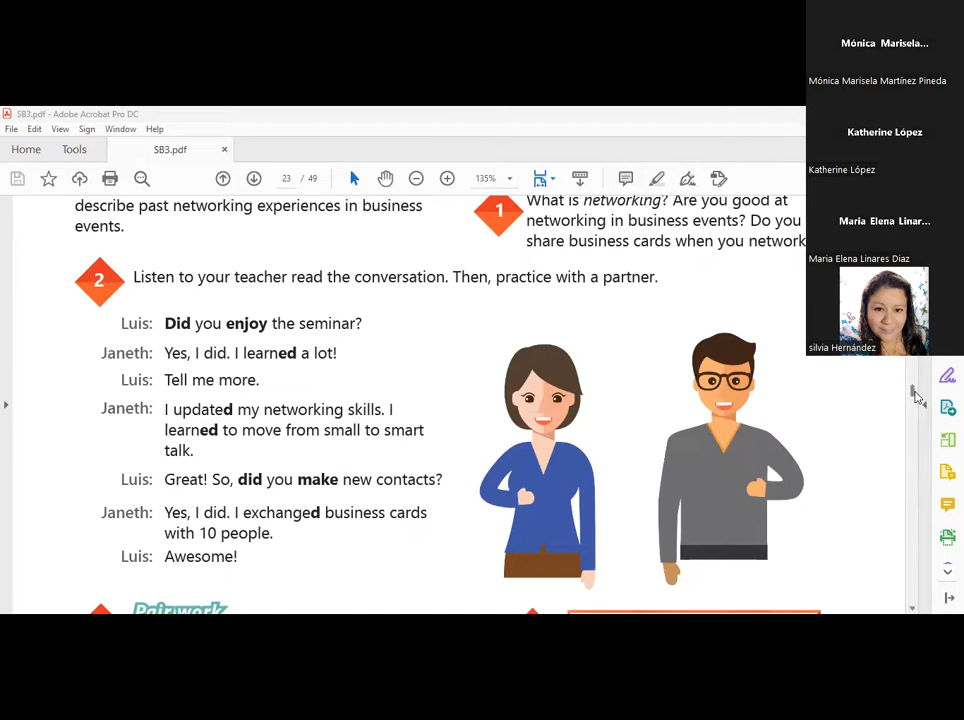 SB3.pdf - Adobe Acrobat Pro DC
File Edit View Sign Window Help
Home Tools SB3.pdf ×
23 / 49 135%
describe past networking experiences in business
events.
1
What is networking? Are you good at
networking in business events? Do you
share business cards when you network
2
Listen to your teacher read the conversation. Then, practice with a partner.
Luis: Did you enjoy the seminar?
Janeth: Yes, I did. I learned a lot!
Luis: Tell me more.
Janeth: I updated my networking skills. I
learned to move from small to smart
talk.
Luis: Great! So, did you make new contacts?
Janeth: Yes, I did. I exchanged business cards
with 10 people.
Luis: Awesome!
Pair work
Mónica Marisela...
Mónica Marisela Martínez Pineda
Katherine López
Katherine López
Maria Elena Linar...
Maria Elena Linares Diaz
silvia Hernández